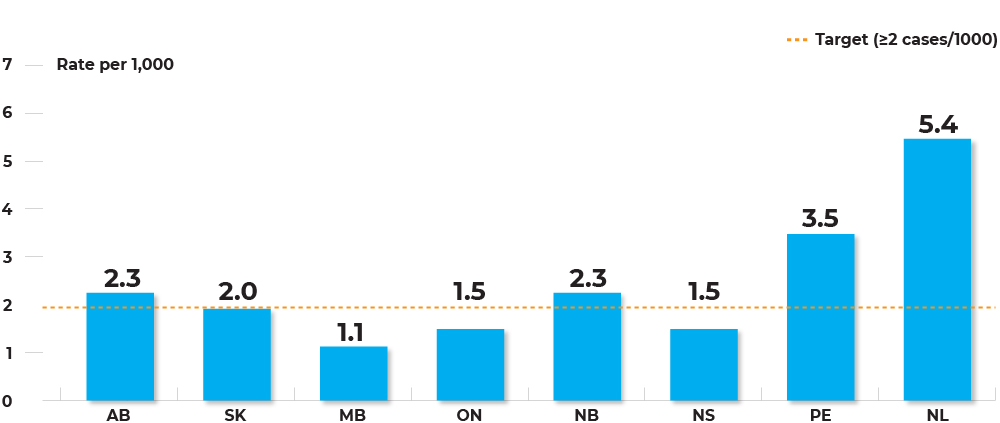 Target (≥2 cases/1000)
Rate per 1,000
7
6
5
4
3
2
1
0
2.3
2.0
1.1
1.5
2.3
1.5
3.5
5.4
AB
SK
MB
ON
NB
NS
PE
NL